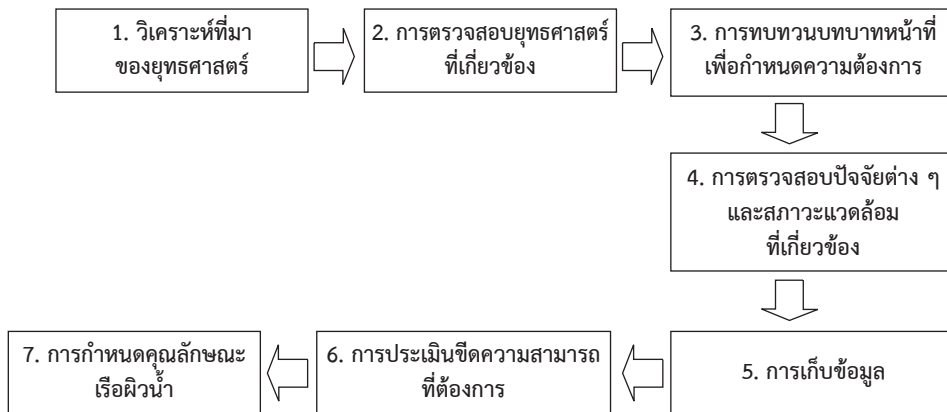 1. วิเคราะห์ที่มา
ของยุทธศาสตร์
2. การตรวจสอบยุทธศาสตร์
ที่เกี่ยวข้อง
3. การทบทวนบทบาทหน้าที่
เพื่อกำหนดความต้องการ
4. การตรวจสอบปัจจัยต่าง ๆ
และสภาวะแวดล้อม
ที่เกี่ยวข้อง
5. การเก็บข้อมูล
6. การประเมินขีดความสามารถ
ที่ต้องการ
7. การกำหนดคุณลักษณะ
เรือผิวน้ำ